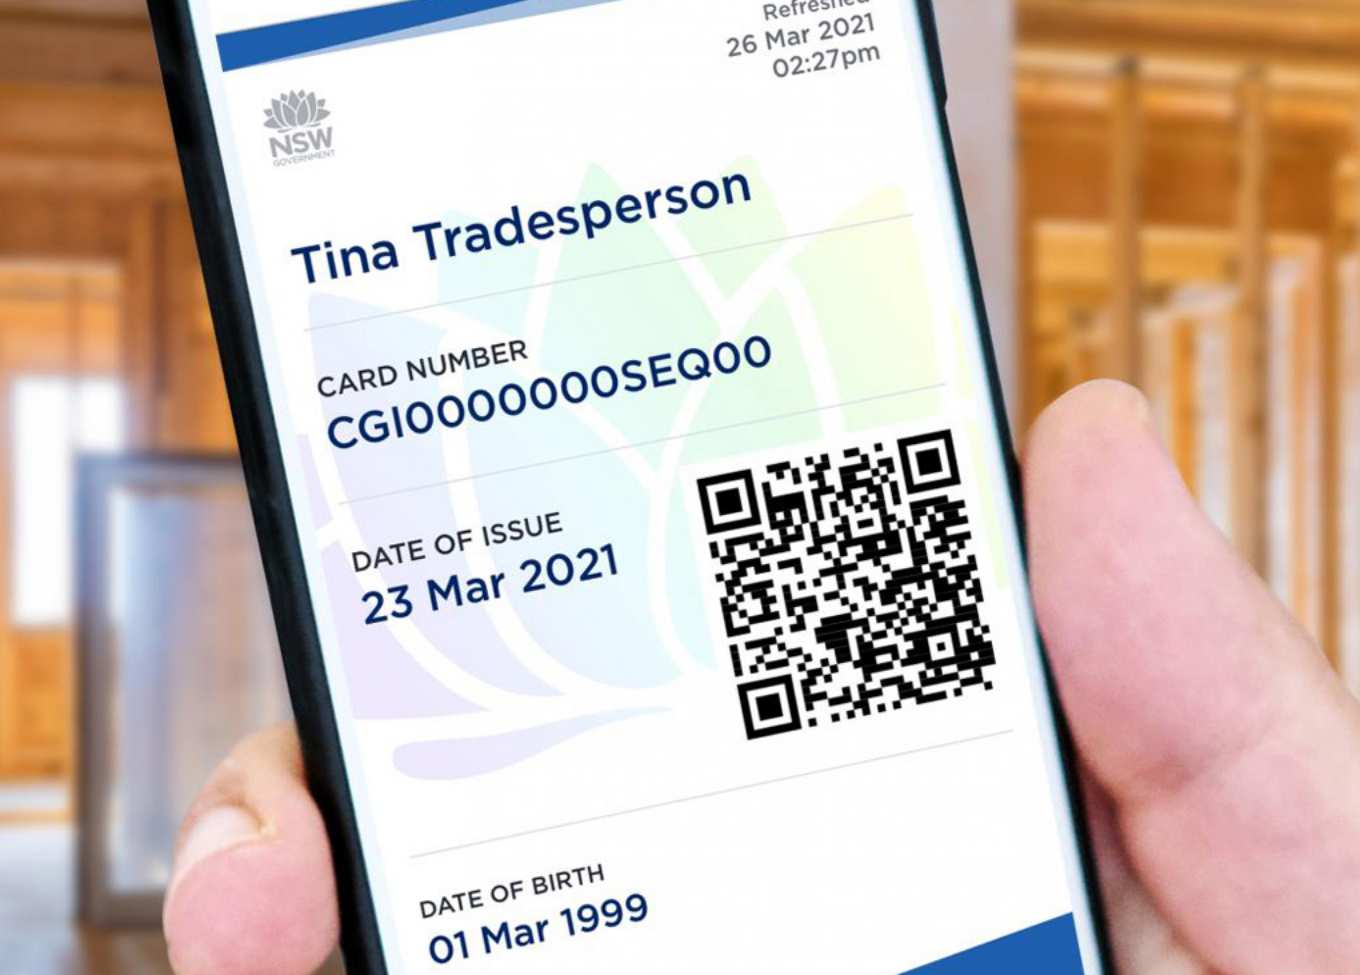 Refreshed
26 Mar 2021
02:27pm
NSW
GOVERNMENT
Tina Tradesperson
CARD NUMBER
CGI0000000SEQ00
DATE OF ISSUE
23 Mar 2021
DATE OF BIRTH
01 Mar 1999